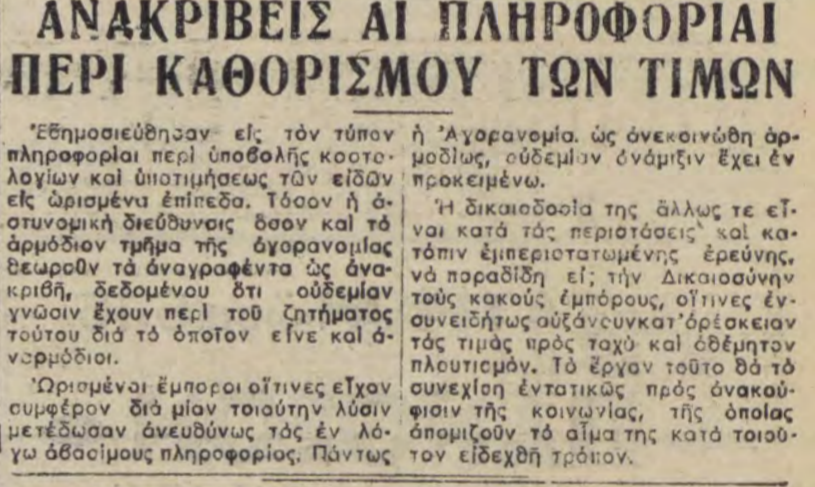 ΑΝΑΚΡΙΒΕΙΣ ΑΙ ΠΛΗΡΟΦΟΡΙΑΙ
ΠΕΡΙ ΚΑΘΟΡΙΣΜΟΥ ΤΩΝ ΤΙΜΩΝ
Ἐδημοσιεύθησαν εἰς τὸν τύπον
πληροφορίαι περὶ ὑποβολῆς κοστο-
λογίων καὶ ὑποτιμήσεως τῶν εἰδῶν
εἰς ὡρισμένα ἐπίπεδα. Τόσον ἡ ἀ-
στυνομικὴ διεύθυνσις ὅσον καὶ τὸ
ἁρμόδιον τμῆμα τῆς ἀγορανομίας
θεωροῦν τὰ ἀναγραφέντα ὡς ἀνα-
κριβῆ, δεδομένου ὅτι οὐδεμίαν
γνῶσιν ἔχουν περὶ τοῦ ζητήματος
τούτου διὰ τὸ ὁποῖον εἶνε καὶ ἀ-
ναρμόδιοι.
Ὡρισμένοι ἔμποροι οἵτινες εἶχαν
συμφέρον διὰ μίαν τοιαύτην λύσιν
μετέδωσαν ἀνευθύνως τὰς ἐν λό-
γω ἀβασίμους πληροφορίας. Πάντως
ἡ Ἀγορανομία. ὡς ἀνεκοινώθη ἁρ-
μοδίως, οὐδεμίαν ἀνάμιξιν ἔχει ἐν
προκειμένω.
Ἡ δικαιοδοσία της ἄλλως τε εἶ-
ναι κατὰ τὰς περιστάσεις καὶ κα-
τόπιν ἐμπεριστατωμένης ἐρεύνης,
νὰ παραδίδη εἰς τὴν Δικαιοσύνην
τοὺς κακοὺς ἐμπόρους, οἵτινες ἐν-
συνειδήτως αὐξάνουν κατ' ἀρέσκειαν
τὰς τιμὰς πρὸς ταχὺ καὶ ἀθέμητον
πλουτισμόν. Τὸ ἔργον τοῦτο θὰ τὸ
συνεχίση ἐντατικῶς πρὸς ἀνακού-
φισιν τῆς κοινωνίας, τῆς ὁποίας
ἀπομιζοῦν τὸ αἷμα της κατὰ τοιοῦ-
τον εἰδεχθῆ τρόπον.